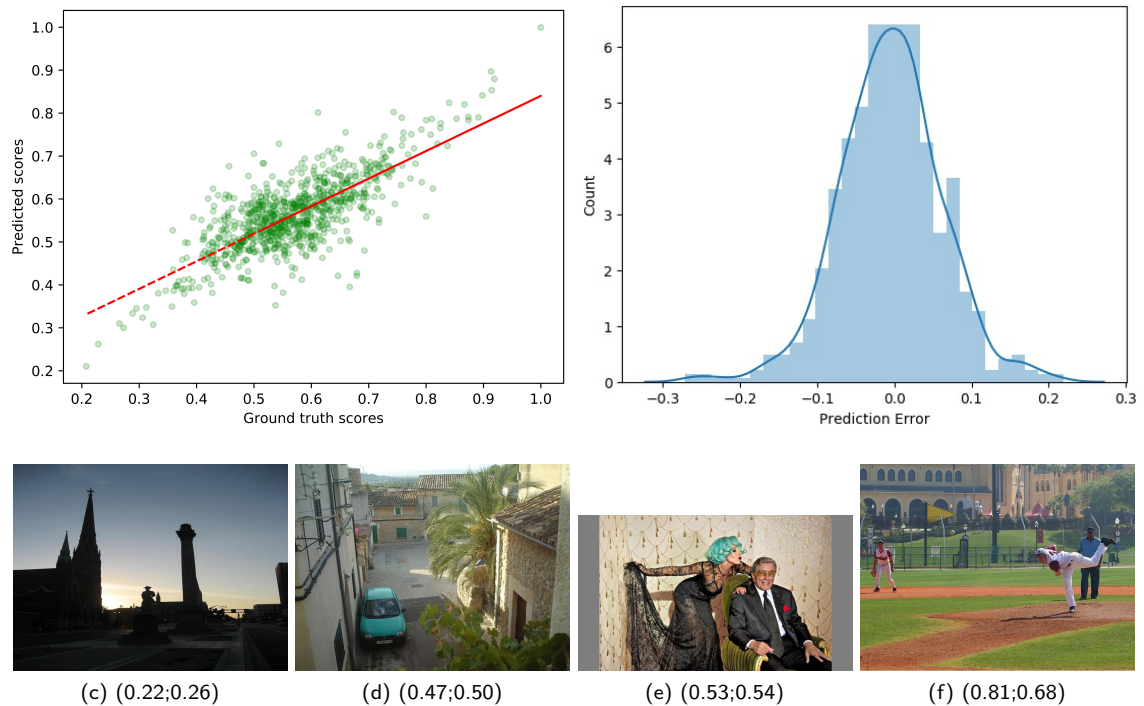 1.0
0.9
0.8
0.7
0.6
0.5
0.4
0.3
0.2
Predicted scores
0.2 0.3 0.4 0.5 0.6 0.7 0.8 0.9 1.0
Ground truth scores
6
5
4
3
2
1
0
Count
−0.3 −0.2 −0.1 0.0 0.1 0.2 0.3
Prediction Error
(c) (0.22;0.26)
(d) (0.47;0.50)
(e) (0.53;0.54)
(f) (0.81;0.68)